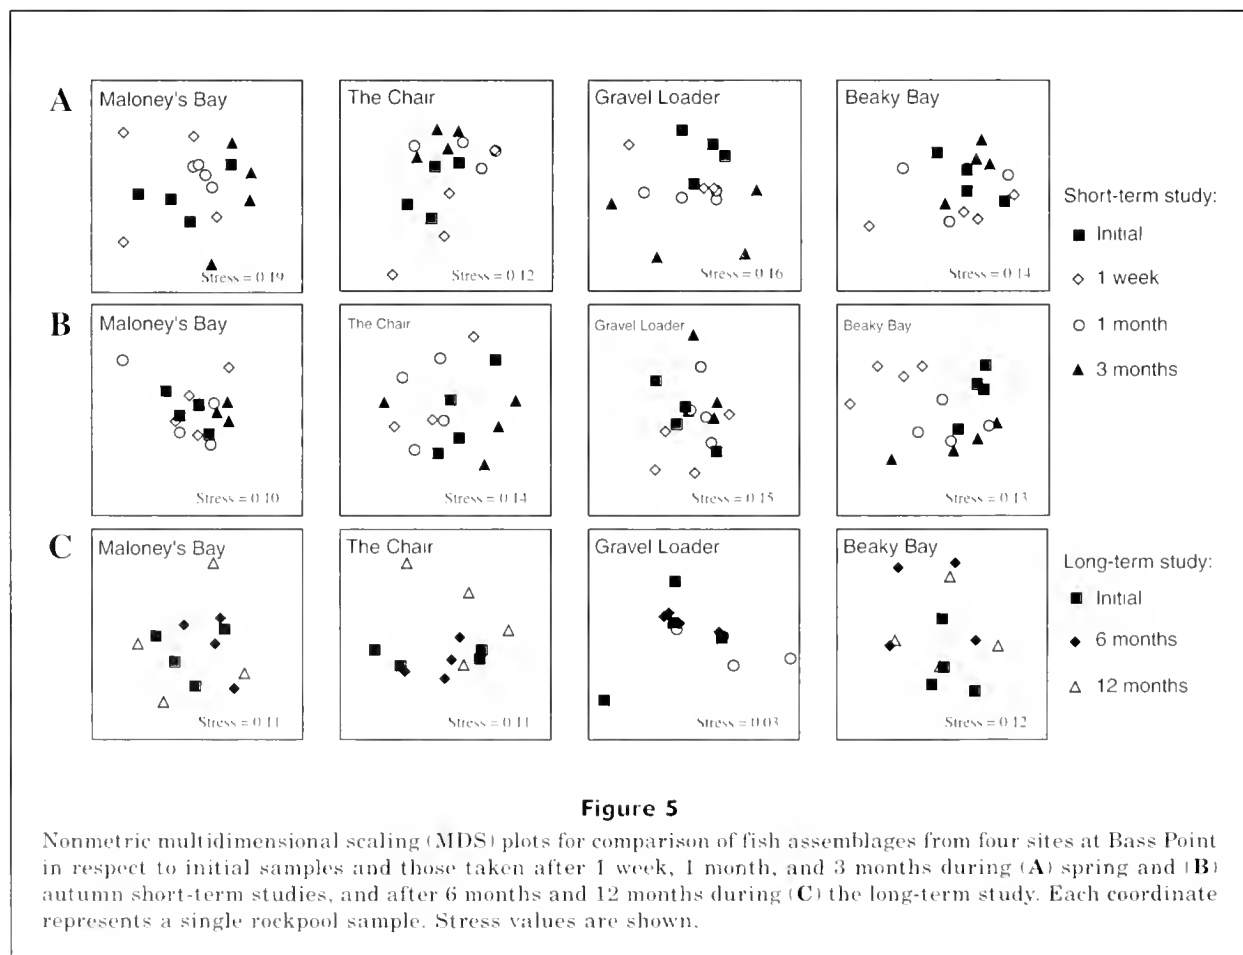 A
Maloney's Bay
The Chair
Gravel Loader
Beaky Bay
Stress = 0.19
Stress = 0.12
Stress = 0.16
Stress = 0.14
Short-term study:
Initial
1 week
1 month
3 months
B
Maloney's Bay
The Chair
Gravel Loader
Beaky Bay
Stress = 0.10
Stress = 0.14
Stress = 0.15
Stress = 0.13
C
Maloney's Bay
The Chair
Gravel Loader
Beaky Bay
Stress = 0.11
Stress = 0.11
Stress = 0.03
Stress = 0.12
Long-term study:
Initial
6 months
12 months
Figure 5
Nonmetric multidimensional scaling (MDS) plots for comparison of fish assemblages from four sites at Bass Point
in respect to initial samples and those taken after 1 week, 1 month, and 3 months during (A) spring and (B)
autumn short-term studies, and after 6 months and 12 months during (C) the long-term study. Each coordinate
represents a single rockpool sample. Stress values are shown.